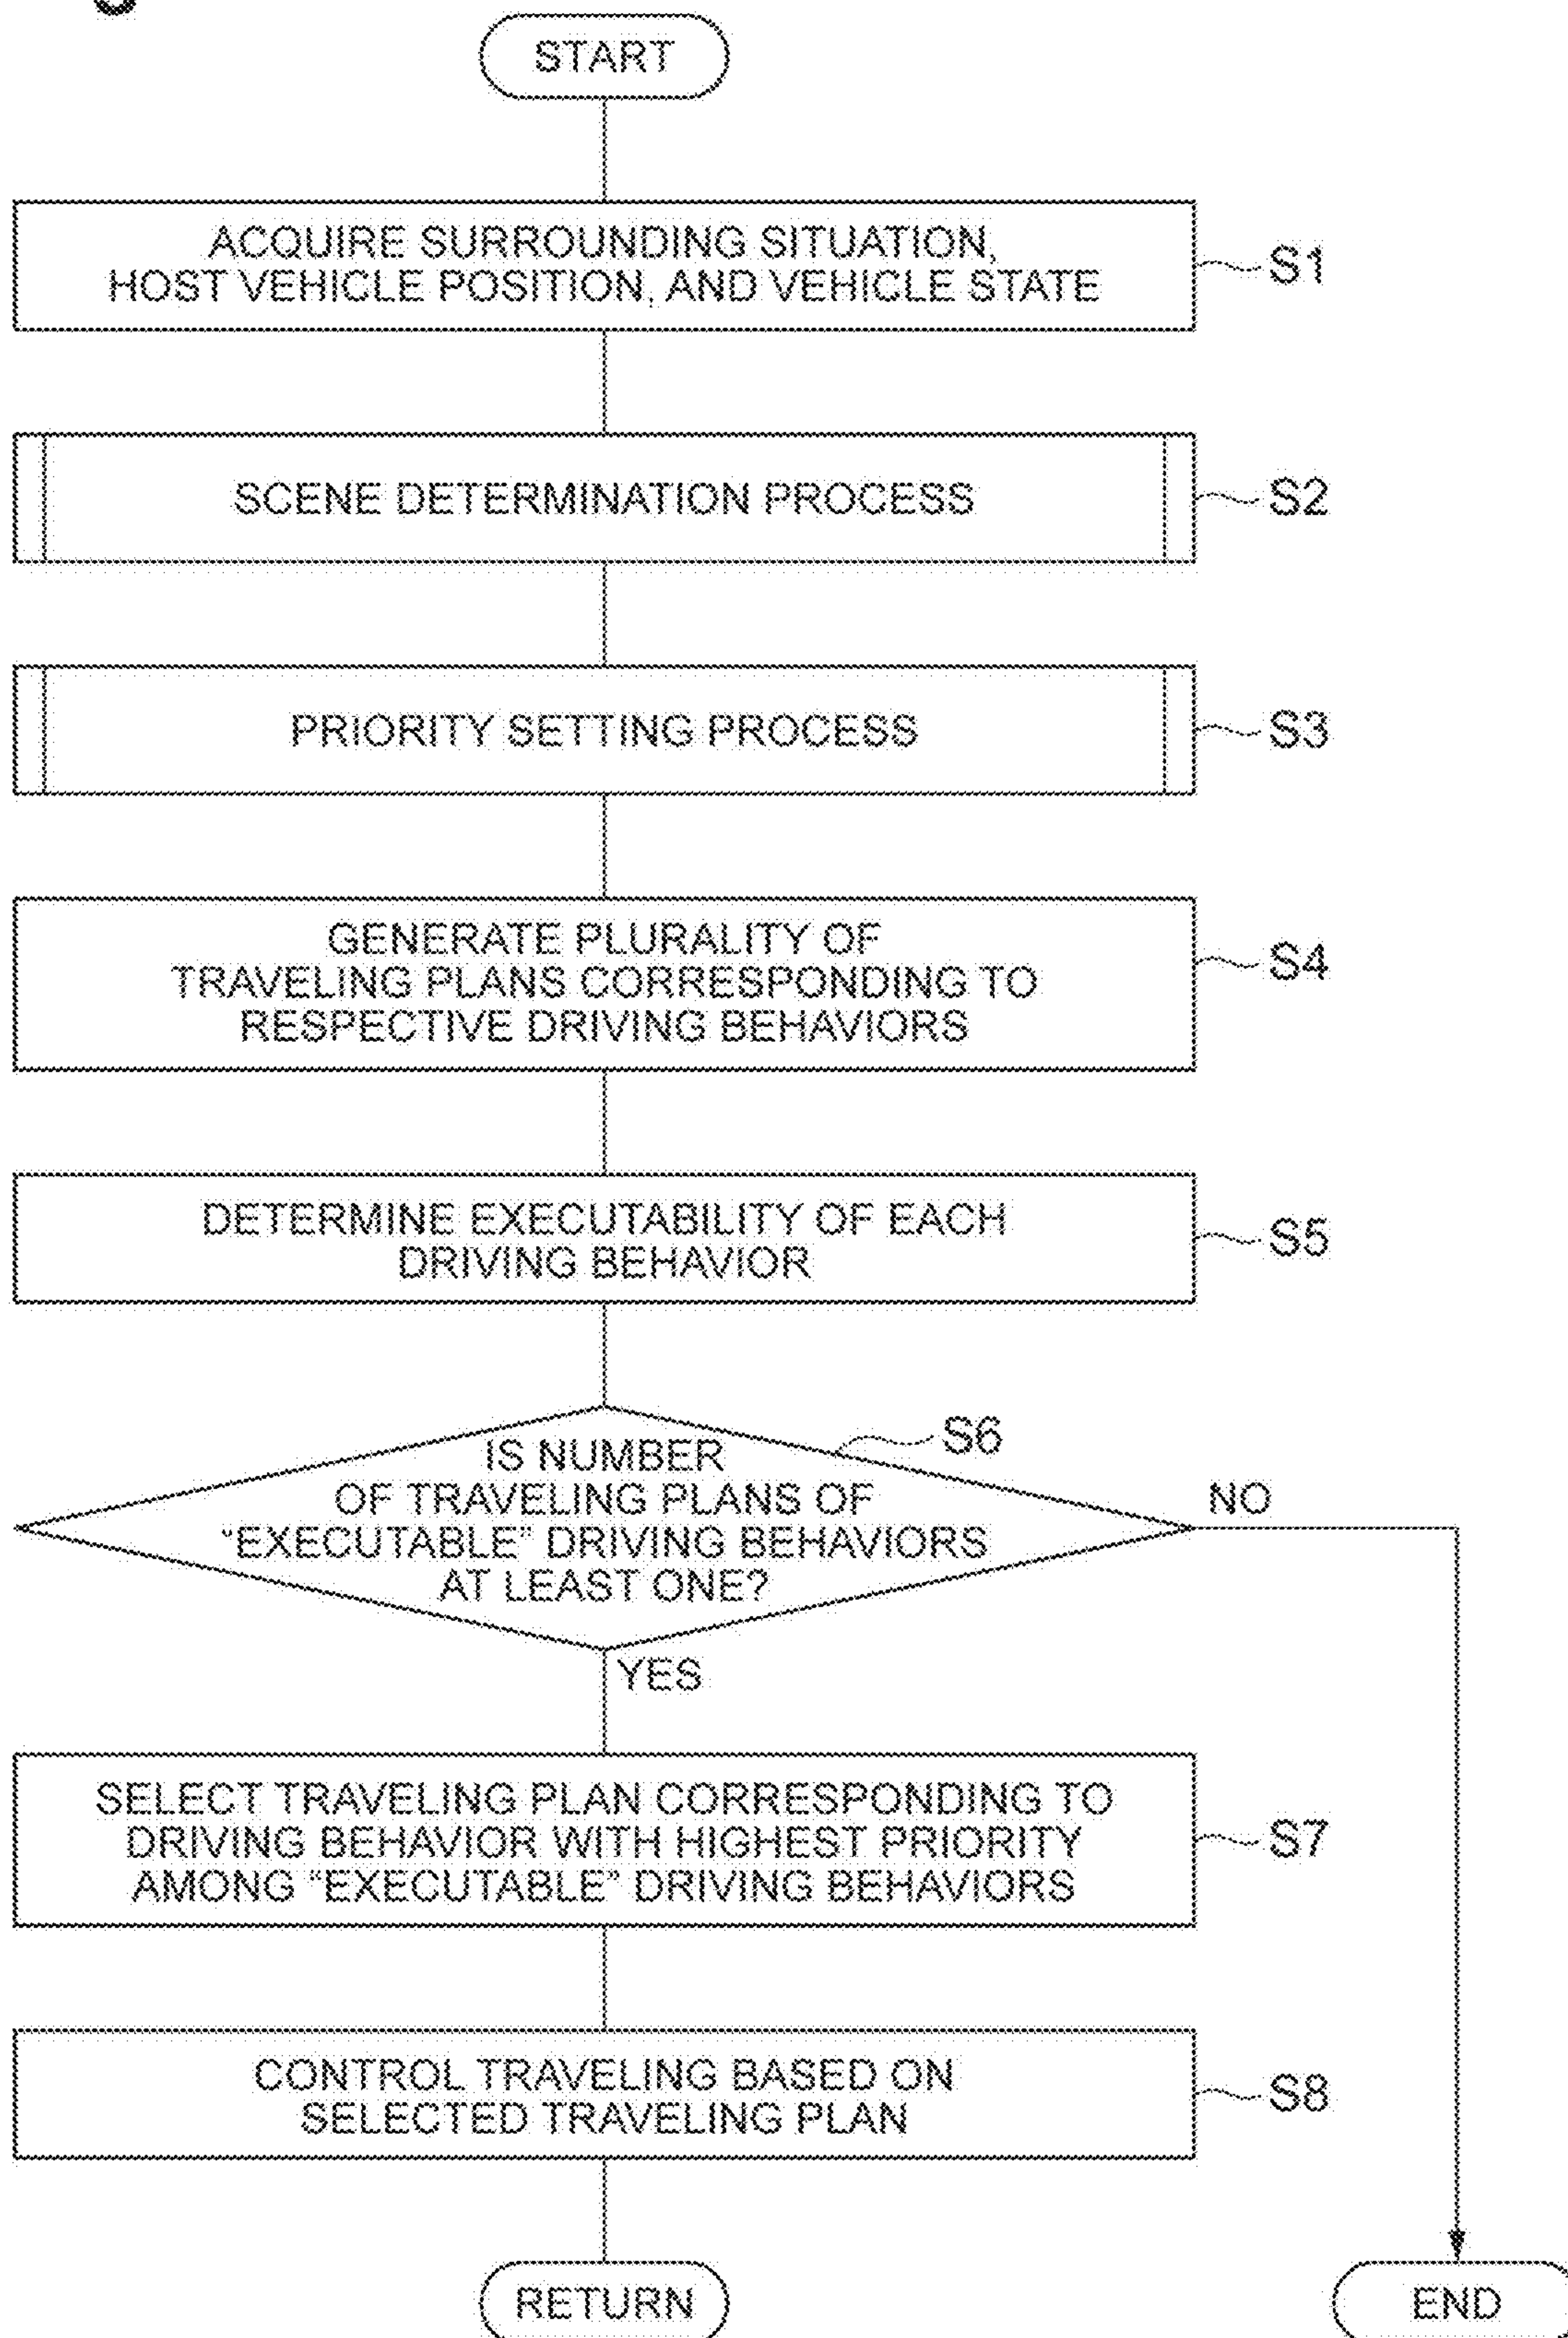 START
ACQUIRE SURROUNDING SITUATION,
HOST VEHICLE POSITION, AND VEHICLE STATE
S1
SCENE DETERMINATION PROCESS
S2
PRIORITY SETTING PROCESS
S3
GENERATE PLURALITY OF
TRAVELING PLANS CORRESPONDING TO
RESPECTIVE DRIVING BEHAVIORS
S4
DETERMINE EXECUTABILITY OF EACH
DRIVING BEHAVIOR
S5
S6
IS NUMBER
OF TRAVELING PLANS OF
“EXECUTABLE” DRIVING BEHAVIORS
AT LEAST ONE?
NO
YES
SELECT TRAVELING PLAN CORRESPONDING TO
DRIVING BEHAVIOR WITH HIGHEST PRIORITY
AMONG “EXECUTABLE” DRIVING BEHAVIORS
S7
CONTROL TRAVELING BASED ON
SELECTED TRAVELING PLAN
S8
RETURN
END